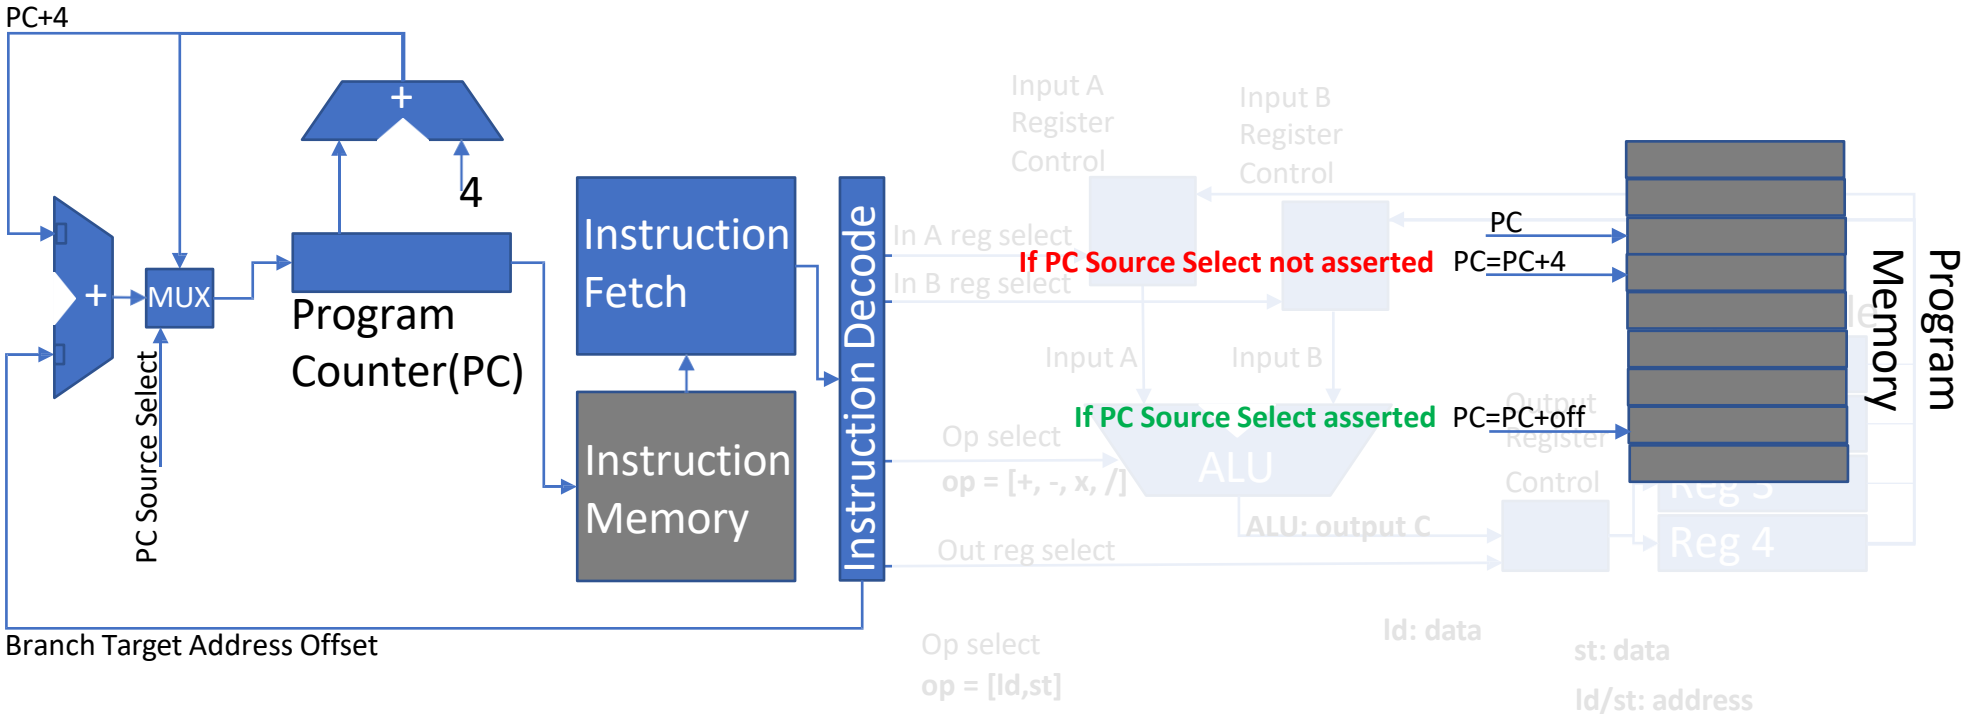 PC+4
+
4
+
MUX
PC Source Select
Program
Counter(PC)
Branch Target Address Offset
Instruction
Fetch
Instruction
Memory
Instruction Decode
Input A
Register
Control
Input B
Register
Control
In A reg select
In B reg select
If PC Source Select not asserted
PC
PC=PC+4
Input A
Input B
If PC Source Select asserted
PC=PC+off
Output
Register
Control
Op select
op = [+, -, x, /]
ALU
ALU: output C
Out reg select
Reg 3
Reg 4
Program
Memory
Op select
op = [ld,st]
ld: data
st: data
ld/st: address